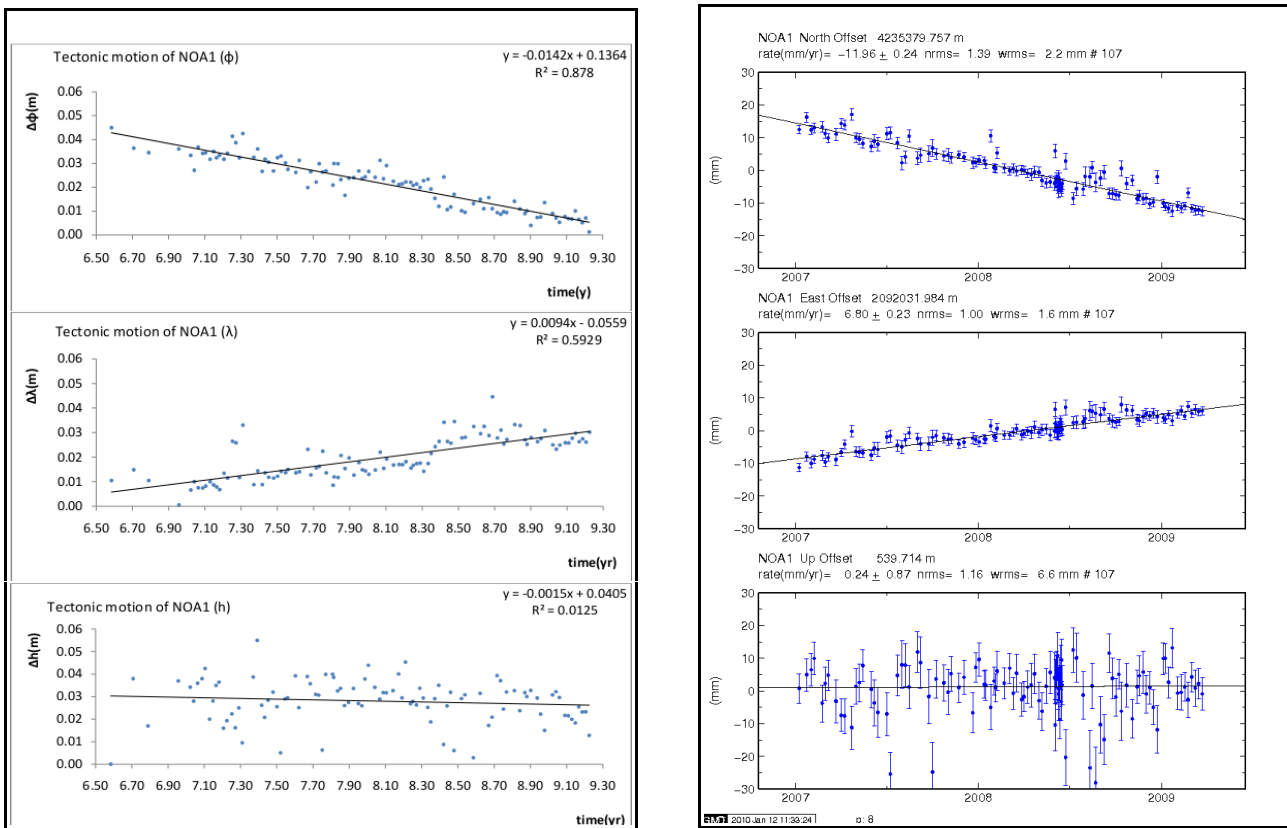 Tectonic motion of NOA1 (ф)
y = -0.0142x + 0.1364
R² = 0.878
Δф(m)
0.06
0.05
0.04
0.03
0.02
0.01
0.00
6.50 6.70 6.90 7.10 7.30 7.50 7.70 7.90 8.10 8.30 8.50 8.70 8.90 9.10 9.30
time(y)
Tectonic motion of NOA1 (λ)
y = 0.0094x - 0.0559
R² = 0.5929
Δλ(m)
0.06
0.05
0.04
0.03
0.02
0.01
0.00
6.50 6.70 6.90 7.10 7.30 7.50 7.70 7.90 8.10 8.30 8.50 8.70 8.90 9.10 9.30
time(yr)
Tectonic motion of NOA1 (h)
y = -0.0015x + 0.0405
R² = 0.0125
Δh(m)
0.06
0.05
0.04
0.03
0.02
0.01
0.00
6.50 6.70 6.90 7.10 7.30 7.50 7.70 7.90 8.10 8.30 8.50 8.70 8.90 9.10 9.30
time(yr)
NOA1 North Offset 4235379.757 m
rate(mm/yr)= -11.96 ± 0.24 nrms= 1.39 wrms= 2.2 mm # 107
(mm)
30
20
10
0
-10
-20
-30
2007 2008 2009
NOA1 East Offset 2092031.984 m
rate(mm/yr)= 6.80 ± 0.23 nrms= 1.00 wrms= 1.6 mm # 107
(mm)
30
20
10
0
-10
-20
-30
2007 2008 2009
NOA1 Up Offset 539.714 m
rate(mm/yr)= 0.24 ± 0.87 nrms= 1.16 wrms= 6.6 mm # 107
(mm)
30
20
10
0
-10
-20
-30
2007 2008 2009
GMD 2010 Jan 12 11:33:24
p: 8